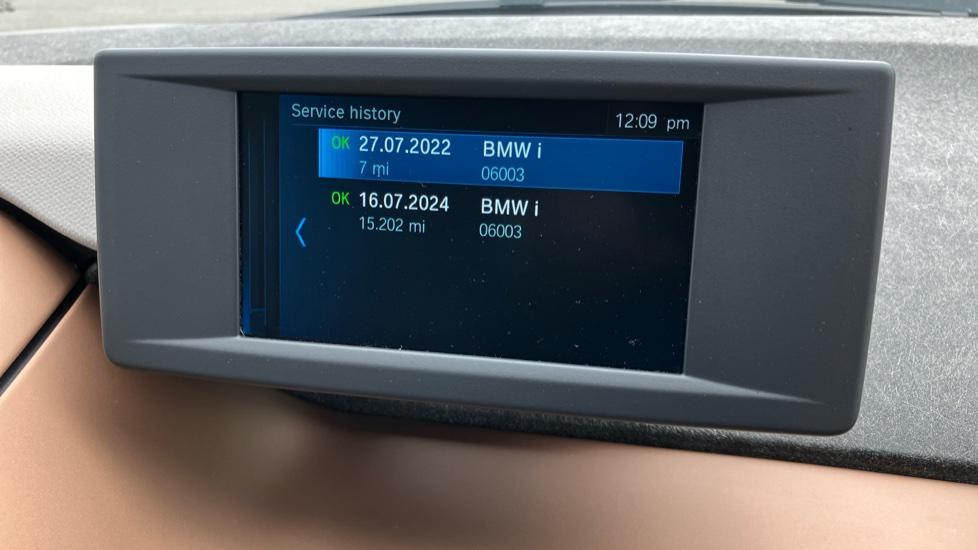 Service history 12:09 pm
OK 27.07.2022 BMW i
7 mi 06003
OK 16.07.2024 BMW i
15.202 mi 06003